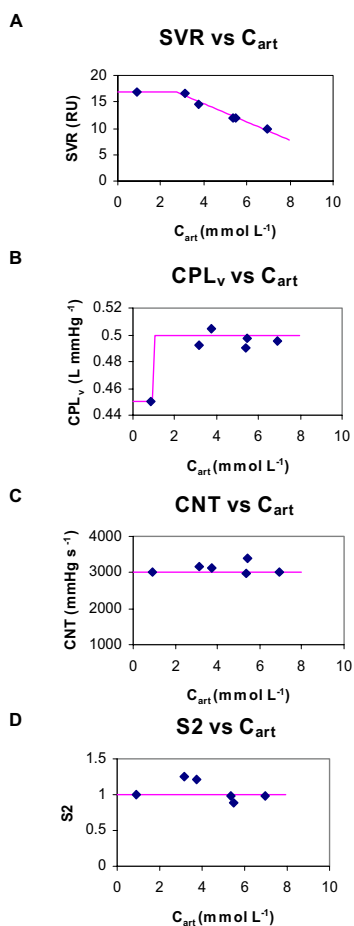 A
SVR vs Cart
SVR (RU)
20
15
10
5
0
0 2 4 6 8 10
Cart (mmol L-1)
B
CPLv vs Cart
CPLv (L mmHg-1)
0.52
0.5
0.48
0.46
0.44
0 2 4 6 8 10
Cart (mmol L-1)
C
CNT vs Cart
CNT (mmHg s-1)
4000
3000
2000
1000
0 2 4 6 8 10
Cart (mmol L-1)
D
S2 vs Cart
S2
1.5
1
0.5
0
0 2 4 6 8 10
Cart (mmol L-1)